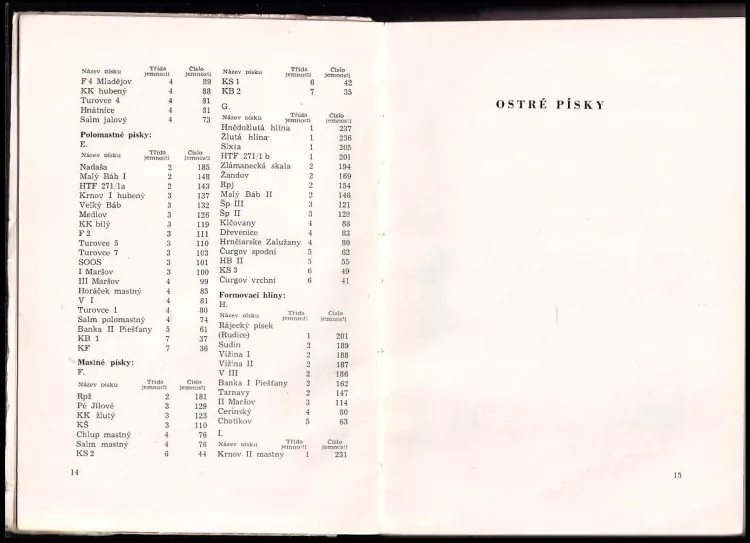 Název písku Třída jemnosti Číslo jemnosti
F 4 Mladějov 4 89
KK hubený 4 88
Turovce 4 4 81
Hnátnice 4 81
Salm jalový 4 73
Polomastné písky:
E.
Název písku Třída jemnosti Číslo jemnosti
Nadaša 2 185
Malý Báb I 2 148
HTF 271/1a 2 143
Krnov I hubený 3 137
Velký Báb 3 132
Medlov 3 126
KK bílý 3 119
F 2 3 111
Turovce 5 3 110
Turovce 7 3 103
SOOS 3 101
I Maršov 3 100
III Maršov 4 99
Horáček mastný 4 85
V I 4 81
Turovce 1 4 80
Salm polomastný 4 74
Banka II Piešťany 5 61
KB 1 7 37
KF 7 36
Mastné písky:
F.
Název písku Třída jemnosti Číslo jemnosti
Rpž 2 181
Pé Jílové 3 129
KK žlutý 3 123
KŠ 3 110
Chlup mastný 4 76
Salm mastný 4 76
KS 2 6 44
14
Název písku Třída jemnosti Číslo jemnosti
KS 1 6 42
KB 2 7 35
G.
Název písku Třída jemnosti Číslo jemnosti
Hnědožlutá hlína 1 237
Žlutá hlína 1 236
Sixta 1 205
HTF 271/1 b 1 201
Zlámanecká skala 2 194
Žandov 2 169
Rpj 2 154
Malý Báb II 2 146
Sp III 3 121
Sp II 3 120
Klčovany 4 88
Dřevenice 4 83
Hrnčiarske Zalužany 4 80
Čurgov spodní 5 62
HB II 5 55
KS 3 6 49
Čurgov vrchní 6 41
Formovací hlíny:
H.
Název písku Třída jemnosti Číslo jemnosti
Rájecký písek
(Rudice) 1 201
Sudin 2 189
Vižina I 2 188
Vižina II 2 187
V III 2 186
Banka I Piešťany 2 162
Tarnavy 2 147
II Maršov 3 114
Cerinský 4 80
Chotíkov 5 63
I.
Název písku Třída jemnosti Číslo jemnosti
Krnov II mastný 1 231
OSTRÉ PÍSKY
15